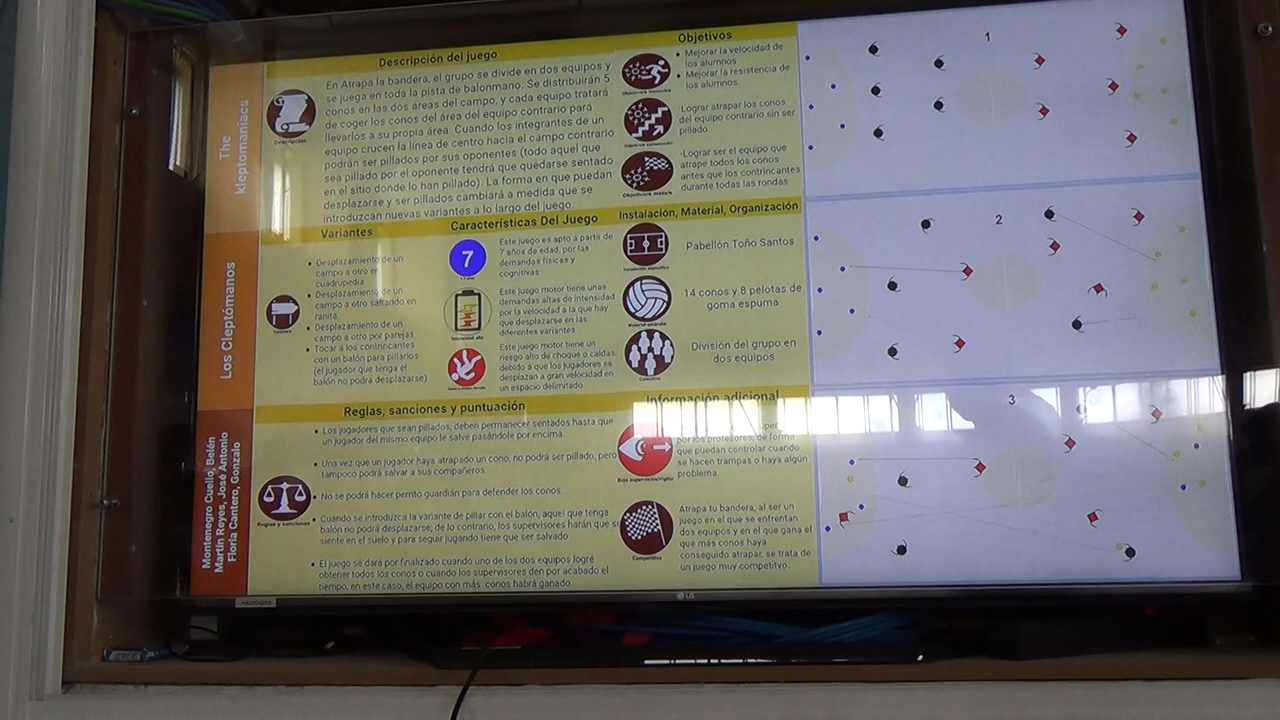 The
kleptomaniacs
Los Cleptómanos
Montenegro Cuello, Belén
Martín Reyes, José Antonio
Floria Cantero, Gonzalo
Descripción del juego
Descripción
En Atrapa la bandera, el grupo se divide en dos equipos y
se juega en toda la pista de balonmano. Se distribuirán 5
conos en las dos áreas del campo, y cada equipo tratará
de coger los conos del área del equipo contrario para
llevarlos a su propia área. Cuando los integrantes de un
equipo crucen la línea de centro hacia el campo contrario
podrán ser pillados por sus oponentes (todo aquel que
sea pillado por el oponente tendrá que quedarse sentado
en el sitio donde lo han pillado). La forma en que puedan
desplazarse y ser pillados cambiará a medida que se
introduzcan nuevas variantes a lo largo del juego.
Objetivos
• Mejorar la velocidad de
los alumnos
• Mejorar la resistencia de
los alumnos.
-Lograr atrapar los conos
del equipo contrario sin ser
pillado.
-Lograr ser el equipo que
atrape todos los conos
antes que los contrincantes
durante todas las rondas
Variantes
• Desplazamiento de un
campo a otro en
cuadrupedia
• Desplazamiento de un
campo a otro saltando en
ranita.
• Desplazamiento de un
campo a otro por parejas
• Tocar a los contrincantes
con un balón para pillarlos
(el jugador que tenga el
balón no podrá desplazarse)
Características Del Juego
7
Este juego es apto a partir de
7 años de edad, por las
demandas físicas y
cognitivas
Este juego motor tiene unas
demandas altas de intensidad
por la velocidad a la que hay
que desplazarse en las
diferentes variantes
Este juego motor tiene un
riesgo alto de choque o caídas,
debido a que los jugadores se
desplazan a gran velocidad en
un espacio delimitado.
Instalación, Material, Organización
Pabellón Toño Santos
14 conos y 8 pelotas de
goma espuma
División del grupo en
dos equipos
Colectivo
Reglas, sanciones y puntuación
Reglas y sanciones
• Los jugadores que sean pillados, deben permanecer sentados hasta que
un jugador del mismo equipo le salve pasándole por encima
• Una vez que un jugador haya atrapado un cono, no podrá ser pillado, pero
tampoco podrá salvar a sus compañeros.
• No se podrá hacer perrito guardián para defender los conos.
• Cuando se introduzca la variante de pillar con el balón, aquel que tenga
balón no podrá desplazarse, de lo contrario, los supervisores harán que se
siente en el suelo y para seguir jugando tiene que ser salvado
• El juego se dará por finalizado cuando uno de los dos equipos logré
obtener todos los conos o cuando los supervisores den por acabado el
tiempo, en este caso, el equipo con más conos habrá ganado.
Información adicional
por los profesores, de forma
que puedan controlar cuando
se hacen trampas o haya algún
problema.
Competitivo
Atrapa tu bandera, al ser un
juego en el que se enfrentan
dos equipos y en el que gana el
que más conos haya
conseguido atrapar, se trata de
un juego muy competitvo.
1
2
3
LG